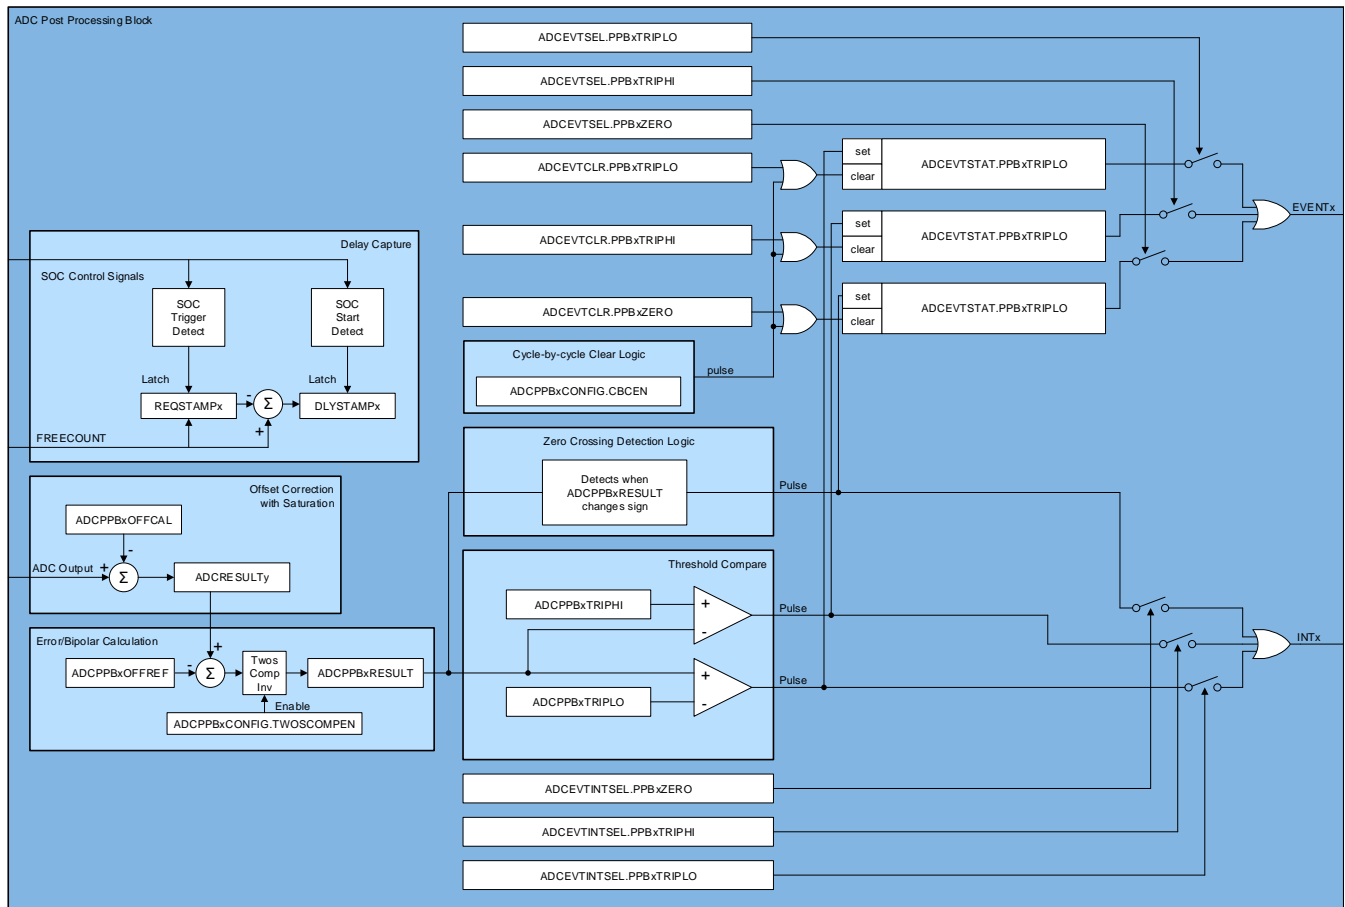 ADC Post Processing Block
ADCEVTSEL.PPBxTRIPLO
ADCEVTSEL.PPBxTRIPHI
ADCEVTSEL.PPBxZERO
ADCEVTCLR.PPBxTRIPLO
set
clear
ADCEVTSTAT.PPBxTRIPLO
ADCEVTCLR.PPBxTRIPHI
set
clear
ADCEVTSTAT.PPBxTRIPLO
EVENTx
ADCEVTCLR.PPBxZERO
set
clear
ADCEVTSTAT.PPBxTRIPLO
Delay Capture
SOC Control Signals
SOC
Trigger
Detect
SOC
Start
Detect
Latch
Latch
REQSTAMPx
-
Σ
+
DLYSTAMPx
FREECOUNT
Cycle-by-cycle Clear Logic
ADCPPBxCONFIG.CBCEN
pulse
Zero Crossing Detection Logic
Detects when
ADCPPBxRESULT
changes sign
Pulse
Offset Correction
with Saturation
ADCPPBxOFFCAL
-
ADC Output
+
Σ
ADCRESULTy
Threshold Compare
ADCPPBxTRIPHI
+
-
Pulse
ADCPPBxTRIPLO
+
-
Pulse
Error/Bipolar Calculation
+
ADCPPBxOFFREF
-
Σ
Twos
Comp
Inv
ADCPPBxRESULT
Enable
ADCPPBxCONFIG.TWOSCOMPEN
INTx
ADCEVTINTSEL.PPBxZERO
ADCEVTINTSEL.PPBxTRIPHI
ADCEVTINTSEL.PPBxTRIPLO